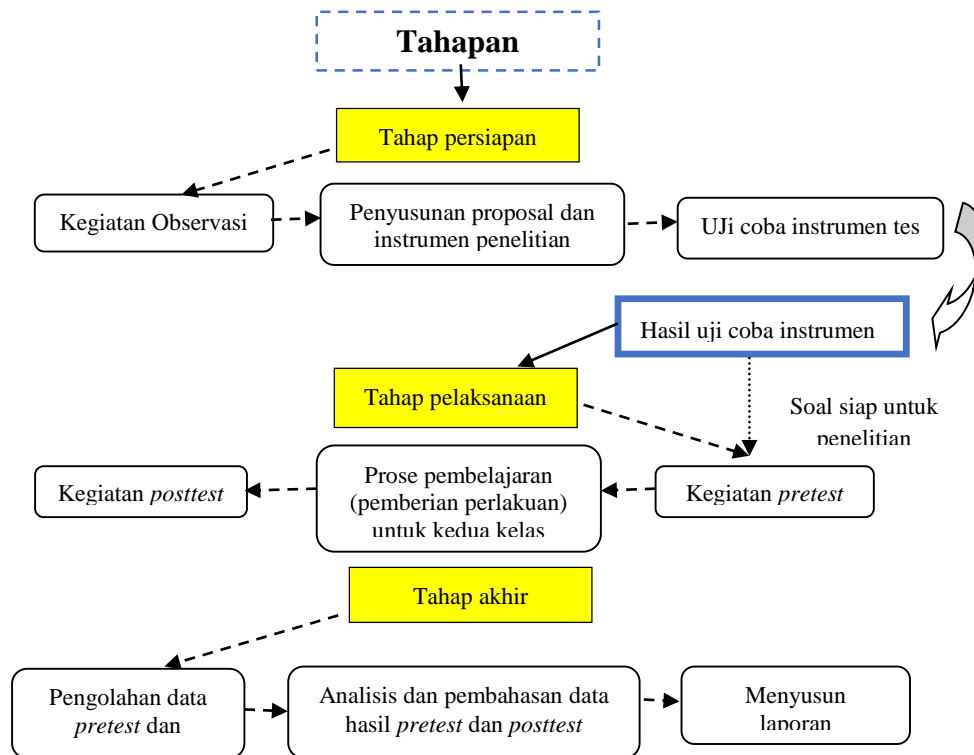 Tahapan
Tahap persiapan
Kegiatan Observasi
Penyusunan proposal dan
instrumen penelitian
UJi coba instrumen tes
Hasil uji coba instrumen
Tahap pelaksanaan
Soal siap untuk
penelitian
Kegiatan posttest
Prose pembelajaran
(pemberian perlakuan)
untuk kedua kelas
Kegiatan pretest
Tahap akhir
Pengolahan data
pretest dan
Analisis dan pembahasan data
hasil pretest dan posttest
Menyusun
laporan